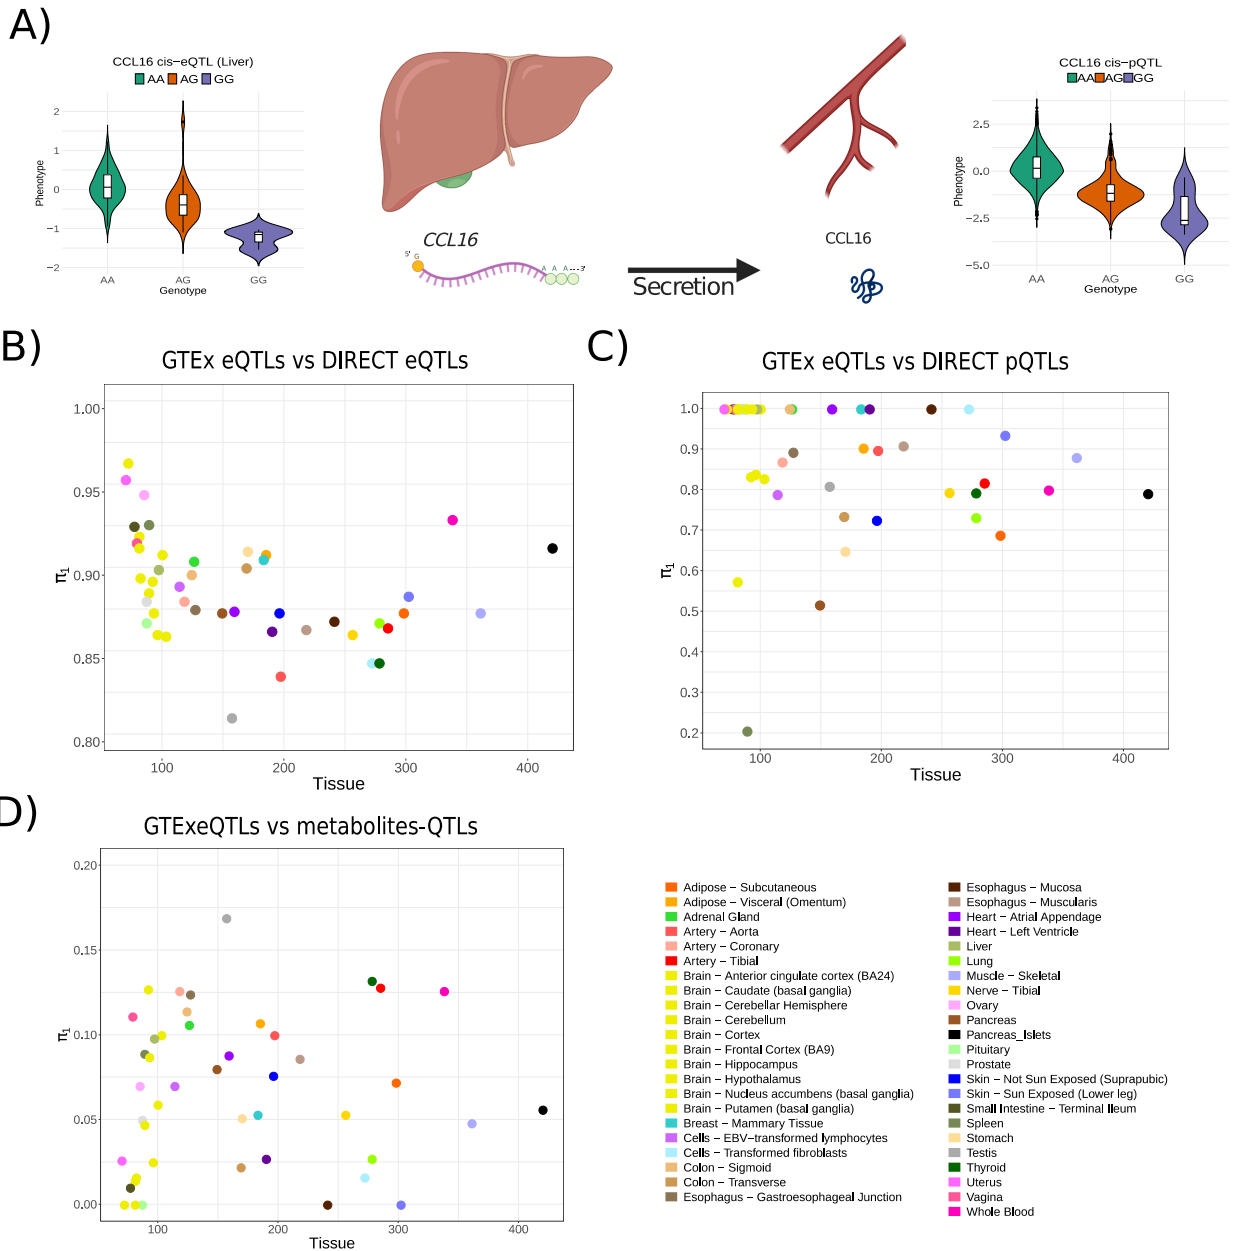 A)
CCL16 cis−eQTL (Liver)
AA AG GG
Phenotype
2
1
0
−1
−2
AA AG GG
Genotype
CCL16
5' G
A A A 3'
Secretion
CCL16
CCL16 cis−pQTL
AA AG GG
Phenotype
2.5
0.0
−2.5
−5.0
AA AG GG
Genotype
B)
GTEx eQTLs vs DIRECT eQTLs
π1
1.00
0.95
0.90
0.85
0.80
100 200 300 400
Tissue
C)
GTEx eQTLs vs DIRECT pQTLs
π1
1.0
0.9
0.8
0.7
0.6
0.5
0.4
0.3
0.2
100 200 300 400
Tissue
D)
GTExeQTLs vs metabolites-QTLs
π1
0.20
0.15
0.10
0.05
0.00
100 200 300 400
Tissue
Adipose − Subcutaneous
Adipose − Visceral (Omentum)
Adrenal Gland
Artery − Aorta
Artery − Coronary
Artery − Tibial
Brain − Anterior cingulate cortex (BA24)
Brain − Caudate (basal ganglia)
Brain − Cerebellar Hemisphere
Brain − Cerebellum
Brain − Cortex
Brain − Frontal Cortex (BA9)
Brain − Hippocampus
Brain − Hypothalamus
Brain − Nucleus accumbens (basal ganglia)
Brain − Putamen (basal ganglia)
Breast − Mammary Tissue
Cells − EBV−transformed lymphocytes
Cells − Transformed fibroblasts
Colon − Sigmoid
Colon − Transverse
Esophagus − Gastroesophageal Junction
Esophagus − Mucosa
Esophagus − Muscularis
Heart − Atrial Appendage
Heart − Left Ventricle
Liver
Lung
Muscle − Skeletal
Nerve − Tibial
Ovary
Pancreas
Pancreas_Islets
Pituitary
Prostate
Skin − Not Sun Exposed (Suprapubic)
Skin − Sun Exposed (Lower leg)
Small Intestine − Terminal Ileum
Spleen
Stomach
Testis
Thyroid
Uterus
Vagina
Whole Blood